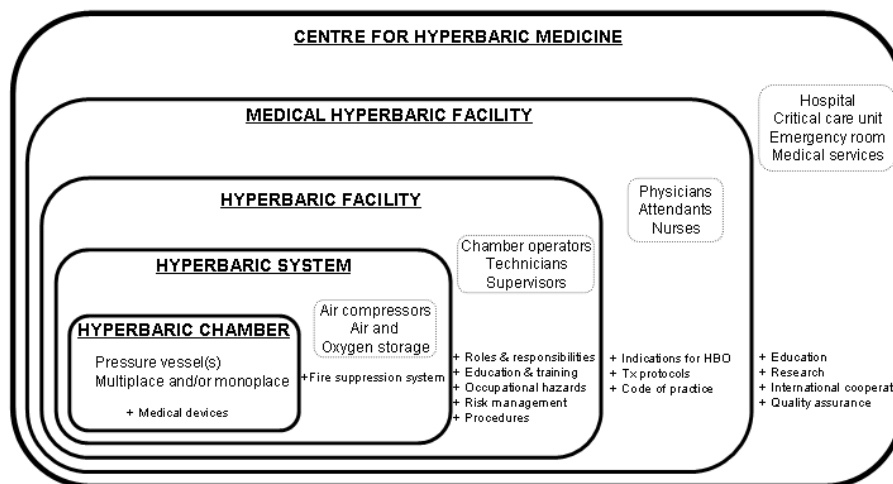 CENTRE FOR HYPERBARIC MEDICINE
Hospital
Critical care unit
Emergency room
Medical services
MEDICAL HYPERBARIC FACILITY
Physicians
Attendants
Nurses
HYPERBARIC FACILITY
Chamber operators
Technicians
Supervisors
HYPERBARIC SYSTEM
Air compressors
Air and
Oxygen storage
HYPERBARIC CHAMBER
Pressure vessel(s)
Multiplace and/or monoplace
+ Medical devices
+Fire suppression system
+ Roles & responsibilities
+ Education & training
+ Occupational hazards
+ Risk management
+ Procedures
+ Indications for HBO
+ Tx protocols
+ Code of practice
+ Education
+ Research
+ International cooperat
+ Quality assurance